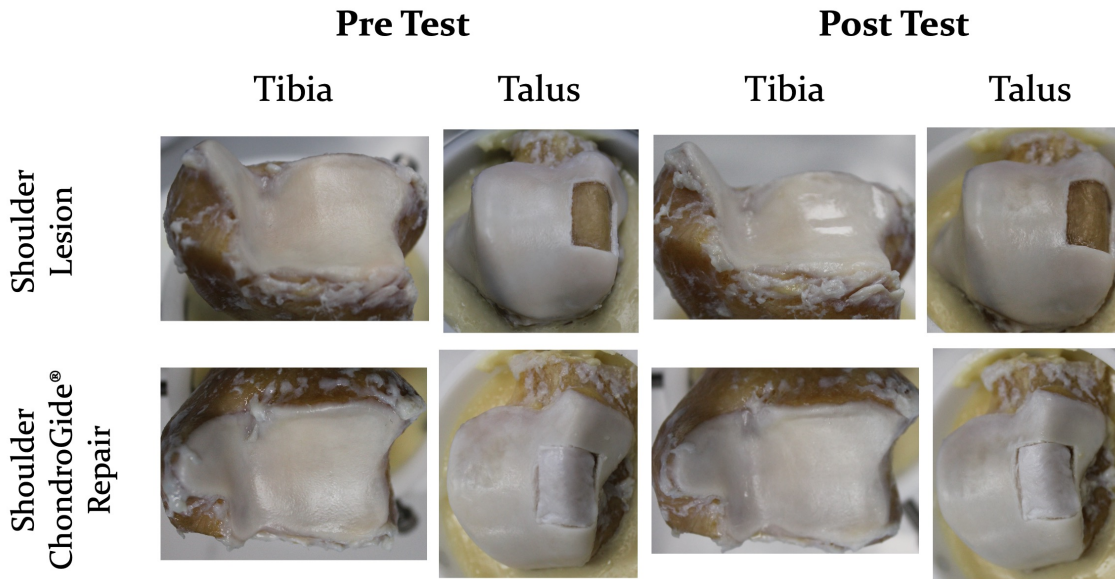 Pre Test
Post Test
Tibia
Talus
Tibia
Talus
Shoulder
Lesion
Shoulder
ChondroGide®
Repair